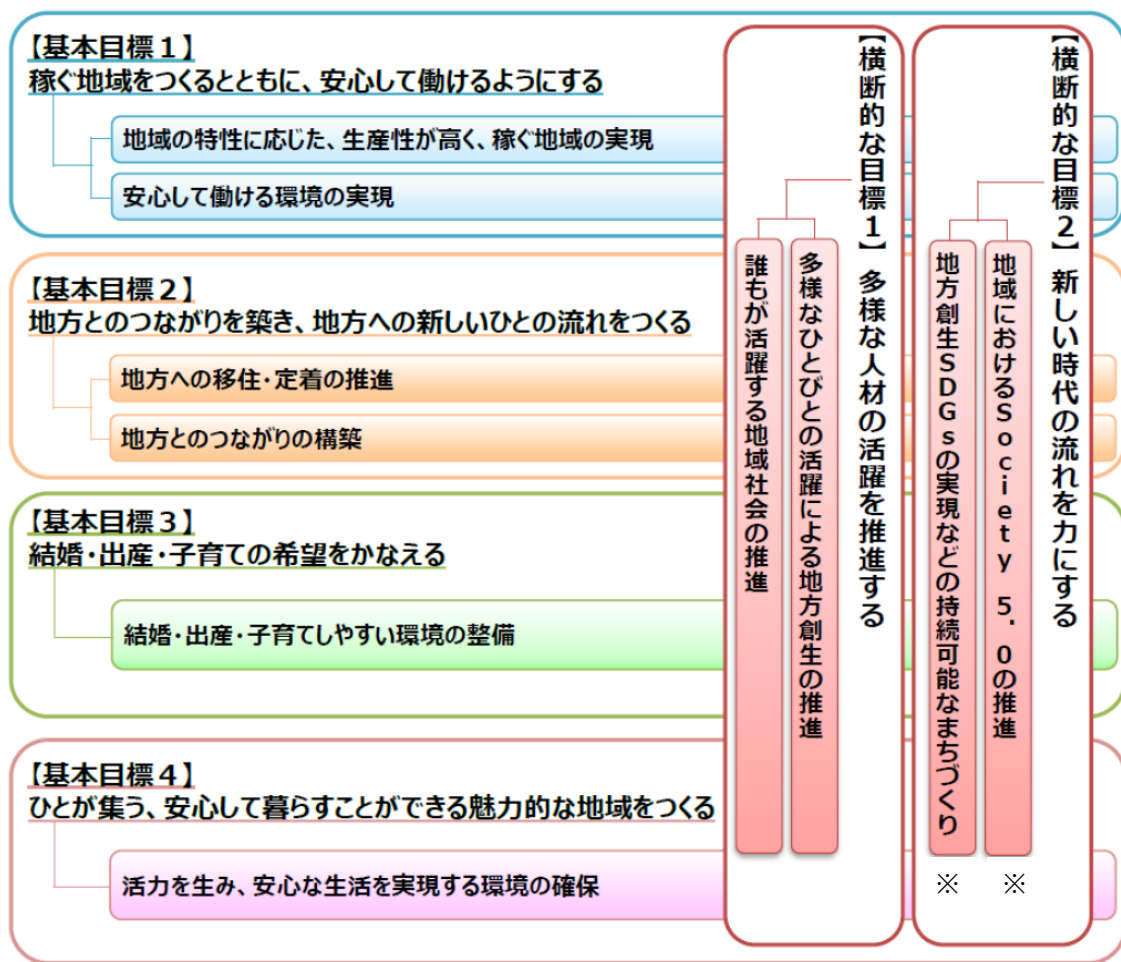 【基本目標1】
稼ぐ地域をつくるとともに、安心して働けるようにする
地域の特性に応じた、生産性が高く、稼ぐ地域の実現
安心して働ける環境の実現
【基本目標2】
地方とのつながりを築き、地方への新しいひとの流れをつくる
地方への移住・定着の推進
地方とのつながりの構築
【基本目標3】
結婚・出産・子育ての希望をかなえる
結婚・出産・子育てしやすい環境の整備
【基本目標4】
ひとが集う、安心して暮らすことができる魅力的な地域をつくる
活力を生み、安心な生活を実現する環境の確保
【横断的な目標1】多様な人材の活躍を推進する
多様なひとびとの活躍による地方創生の推進
誰もが活躍する地域社会の推進
【横断的な目標2】新しい時代の流れを力にする
地域におけるSociety 5.0の推進
※
地方創生SDGsの実現などの持続可能なまちづくり
※